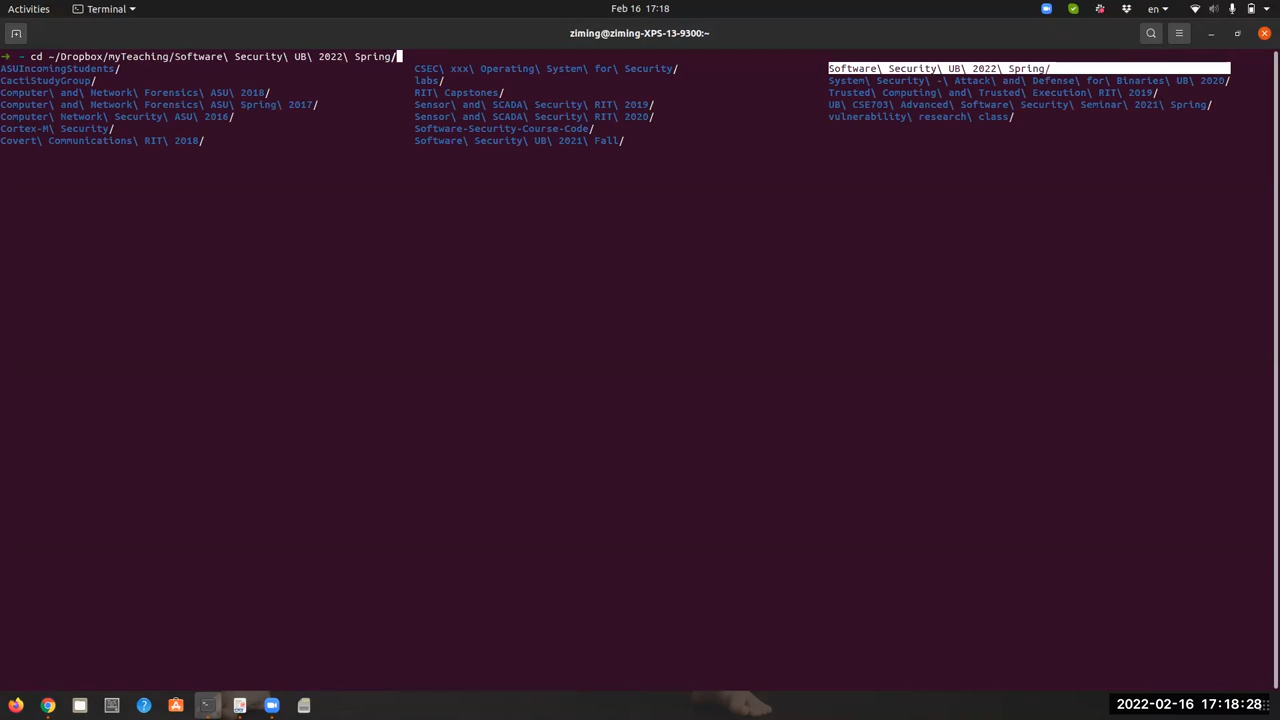 Activities
Terminal
Feb 16 17:18
en
ziming@ziming-XPS-13-9300:~
→ ~ cd ~/Dropbox/myTeaching/Software\ Security\ UB\ 2022\ Spring/
ASUIncomingStudents/ CSEC\ xxx\ Operating\ System\ for\ Security/ Software\ Security\ UB\ 2022\ Spring/
CactiStudyGroup/ labs/ System\ Security\ -\ Attack\ and\ Defense\ for\ Binaries\ UB\ 2020/
Computer\ and\ Network\ Forensics\ ASU\ 2018/ RIT\ Capstones/ Trusted\ Computing\ and\ Trusted\ Execution\ RIT\ 2019/
Computer\ and\ Network\ Forensics\ ASU\ Spring\ 2017/ Sensor\ and\ SCADA\ Security\ RIT\ 2019/ UB\ CSE703\ Advanced\ Software\ Security\ Seminar\ 2021\ Spring/
Computer\ Network\ Security\ ASU\ 2016/ Sensor\ and\ SCADA\ Security\ RIT\ 2020/ vulnerability\ research\ class/
Cortex-M\ Security/ Software-Security-Course-Code/
Covert\ Communications\ RIT\ 2018/ Software\ Security\ UB\ 2021\ Fall/
2022-02-16 17:18:28